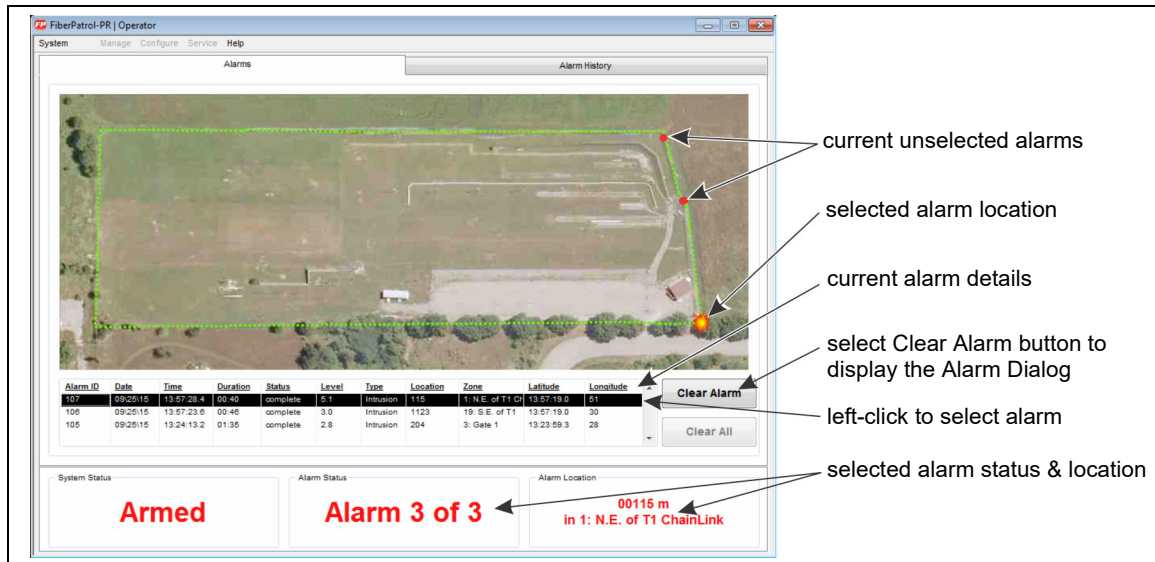 FiberPatrol-PR | Operator
System Manage Configure Service Help
Alarms Alarm History
current unselected alarms
selected alarm location
current alarm details
select Clear Alarm button to
display the Alarm Dialog
left-click to select alarm
selected alarm status & location
Alarm ID Date Time Duration Status Level Type Location Zone Latitude Longitude
107 09\25\15 13:57:28.4 00:40 complete 5.1 Intrusion 115 1: N.E. of T1 Ch 13:57:19.0 51
106 09\25\15 13:57:23.6 00:46 complete 3.0 Intrusion 1123 19: S.E. of T1 13:57:19.0 30
105 09\25\15 13:24:13.2 01:35 complete 2.8 Intrusion 204 3: Gate 1 13:23:59.3 28
Clear Alarm
Clear All
System Status Alarm Status Alarm Location
Armed
Alarm 3 of 3
00115 m
in 1: N.E. of T1 ChainLink